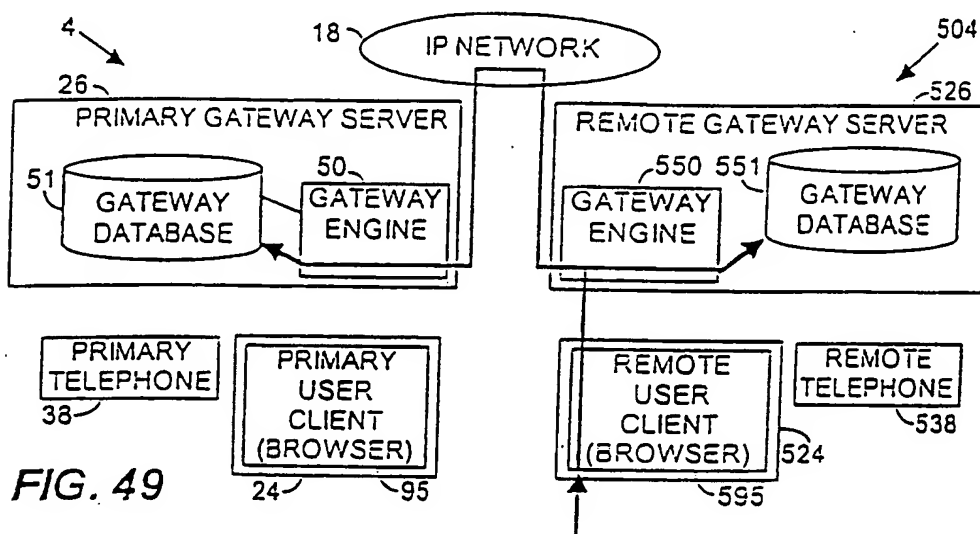 4
18
IP NETWORK
504
26
PRIMARY GATEWAY SERVER
526
REMOTE GATEWAY SERVER
51
GATEWAY
DATABASE
50
GATEWAY
ENGINE
550
GATEWAY
ENGINE
551
GATEWAY
DATABASE
PRIMARY
TELEPHONE
38
PRIMARY
USER
CLIENT
(BROWSER)
24
95
REMOTE
USER
CLIENT
(BROWSER)
524
595
REMOTE
TELEPHONE
538
FIG. 49